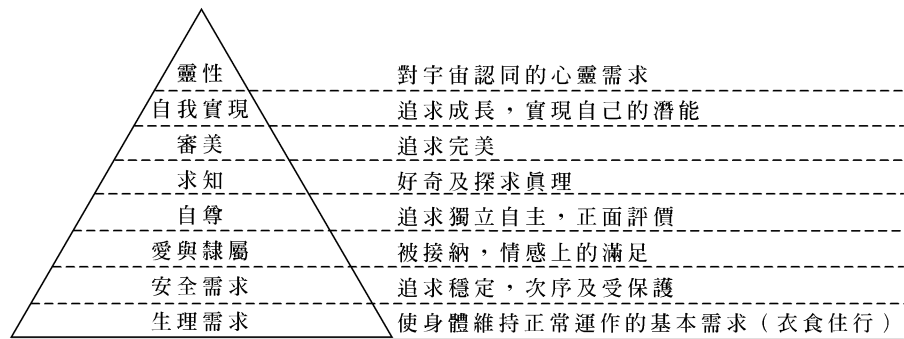 靈性 對宇宙認同的心靈需求
自我實現 追求成長，實現自己的潛能
審美 追求完美
求知 好奇及探求眞理
自尊 追求獨立自主，正面評價
愛與隸屬 被接納，情感上的滿足
安全需求 追求穩定，次序及受保護
生理需求 使身體維持正常運作的基本需求（衣食住行）